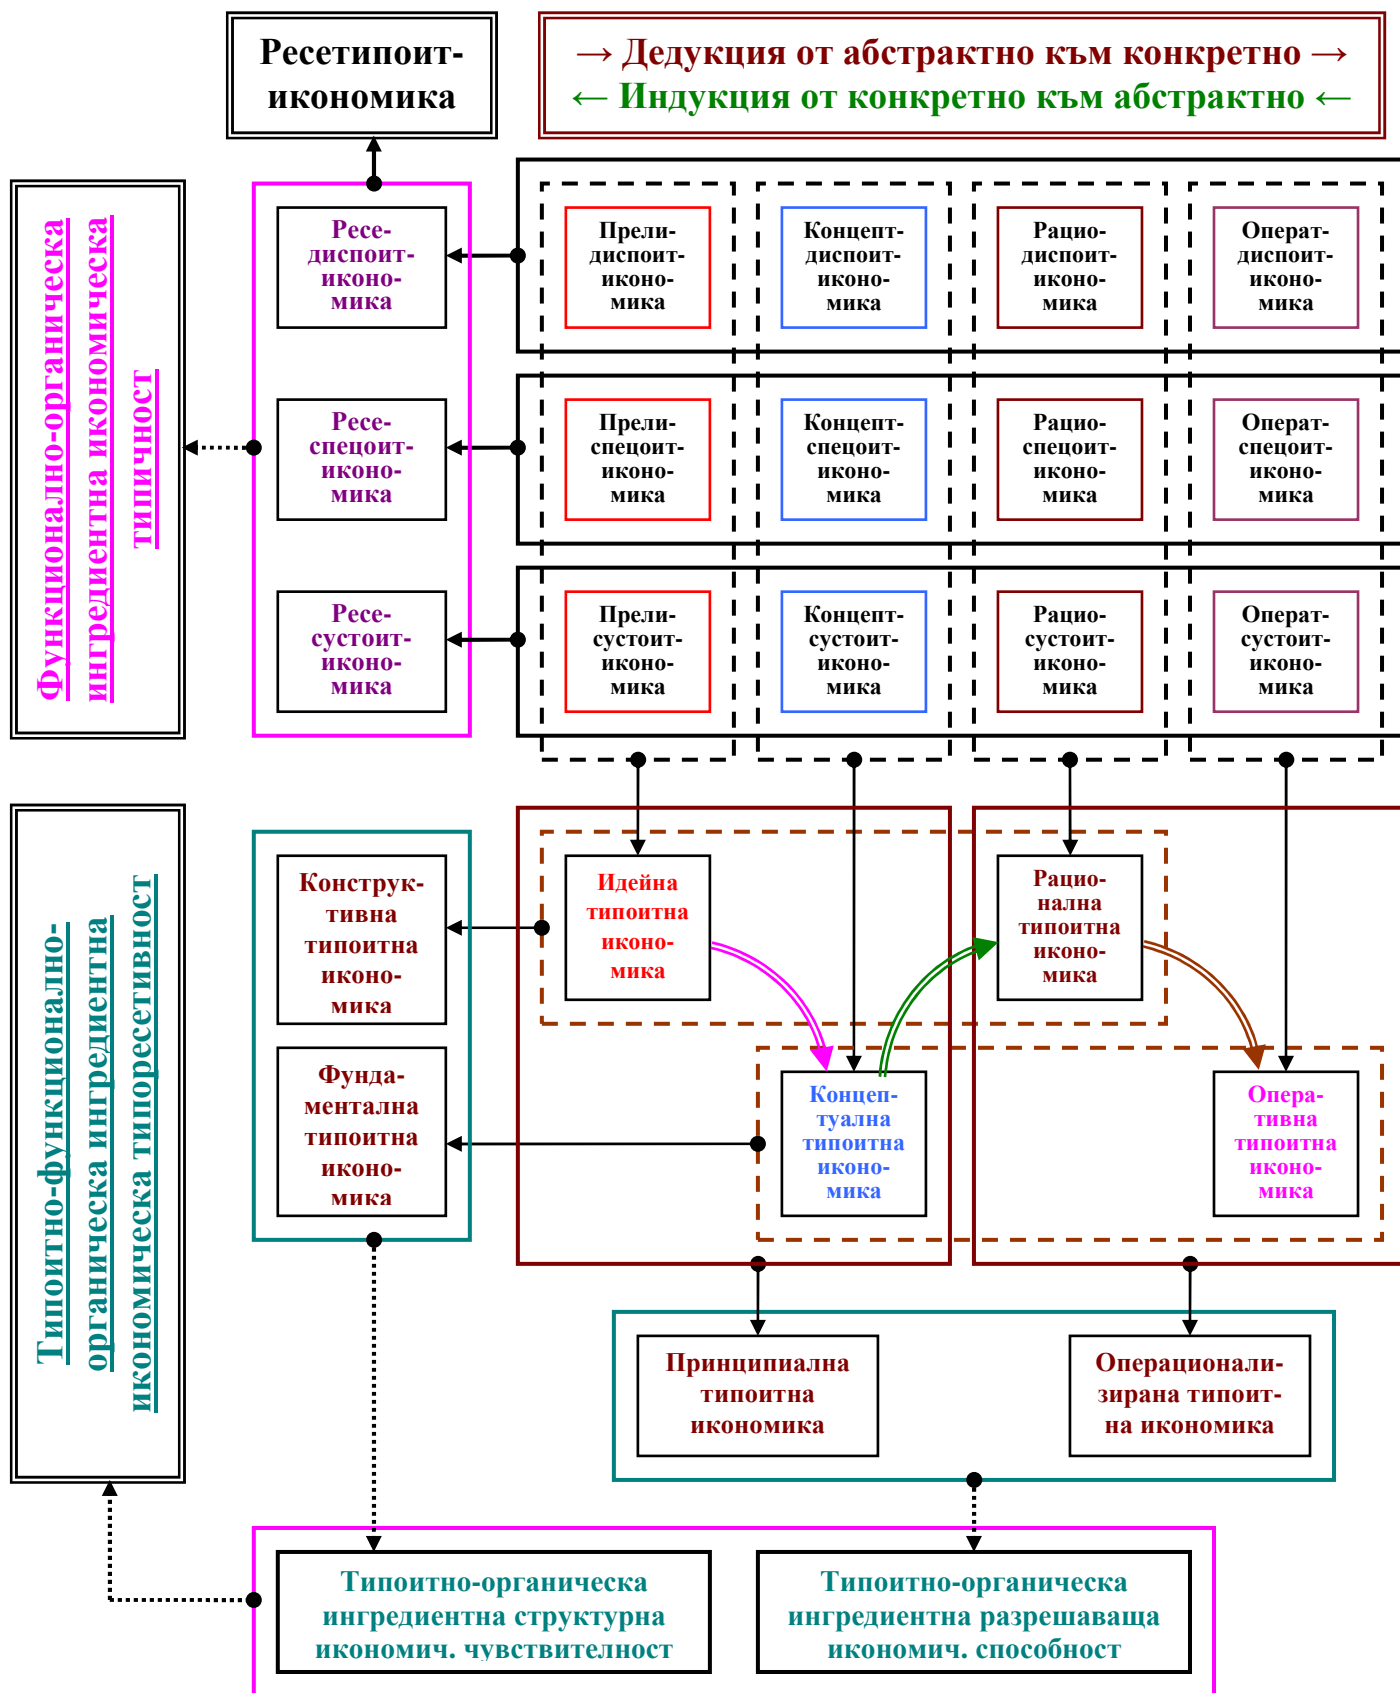 Ресетипоит-
икономика
→ Дедукция от абстрактно към конкретно →
← Индукция от конкретно към абстрактно ←
Функционално-органическа
ингредиентна икономическа
типичност
Ресе-
диспоит-
иконо-
мика
Прели-
диспоит-
иконо-
мика
Концепт-
диспоит-
иконо-
мика
Рацио-
диспоит-
иконо-
мика
Операт-
диспоит-
иконо-
мика
Ресе-
спецоит-
иконо-
мика
Прели-
спецоит-
иконо-
мика
Концепт-
спецоит-
иконо-
мика
Рацио-
спецоит-
иконо-
мика
Операт-
спецоит-
иконо-
мика
Ресе-
сустоит-
иконо-
мика
Прели-
сустоит-
иконо-
мика
Концепт-
сустоит-
иконо-
мика
Рацио-
сустоит-
иконо-
мика
Операт-
сустоит-
иконо-
мика
Типоитно-функционално-
органическа ингредиентна
икономическа типоресетивност
Конструк-
тивна
типоитна
иконо-
мика
Идейна
типоитна
иконо-
мика
Рацио-
нална
типоитна
иконо-
мика
Фунда-
ментална
типоитна
иконо-
мика
Концеп-
туална
типоитна
иконо-
мика
Опера-
тивна
типоитна
иконо-
мика
Принципиална
типоитна
икономика
Операционали-
зирана типоит-
на икономика
Типоитно-органическа
ингредиентна структурна
икономич. чувствителност
Типоитно-органическа
ингредиентна разрешаваща
икономич. способност